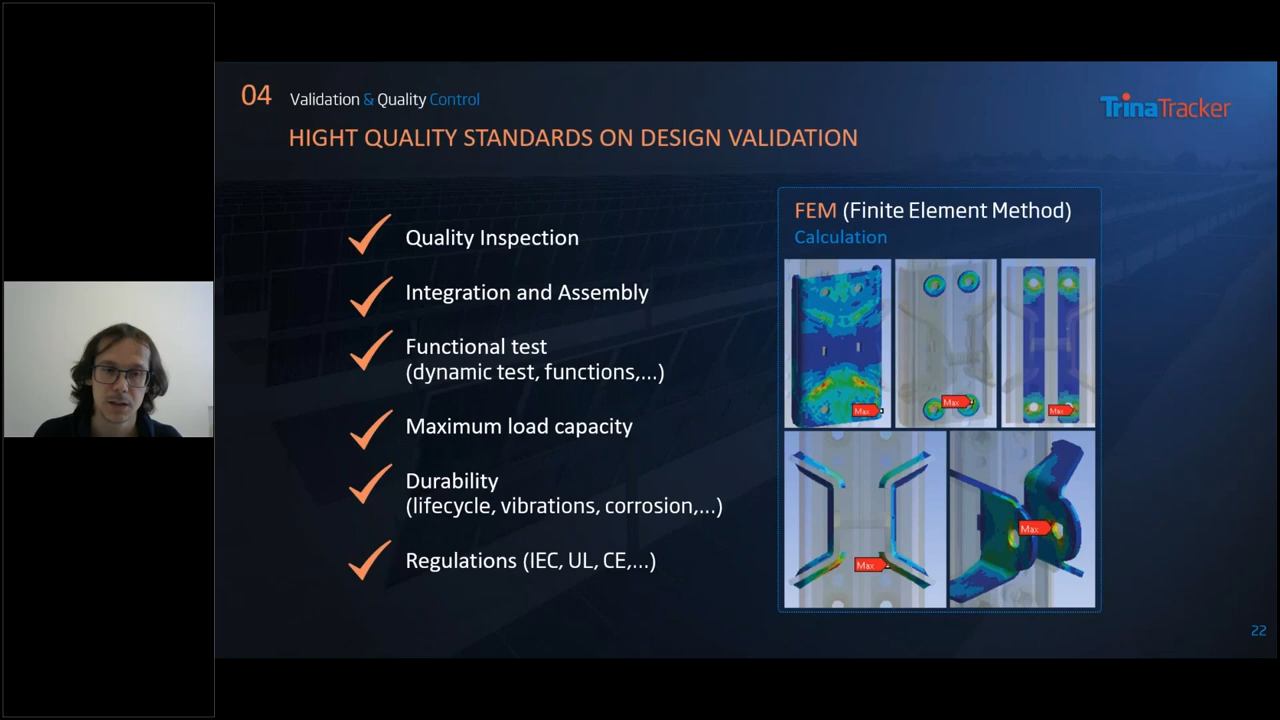 04 Validation & Quality Control
TrinaTracker
HIGHT QUALITY STANDARDS ON DESIGN VALIDATION
Quality Inspection
Integration and Assembly
Functional test
(dynamic test, functions,...)
Maximum load capacity
Durability
(lifecycle, vibrations, corrosion,...)
Regulations (IEC, UL, CE,...)
FEM (Finite Element Method)
Calculation
Max
Max
Max
Max
Max
22